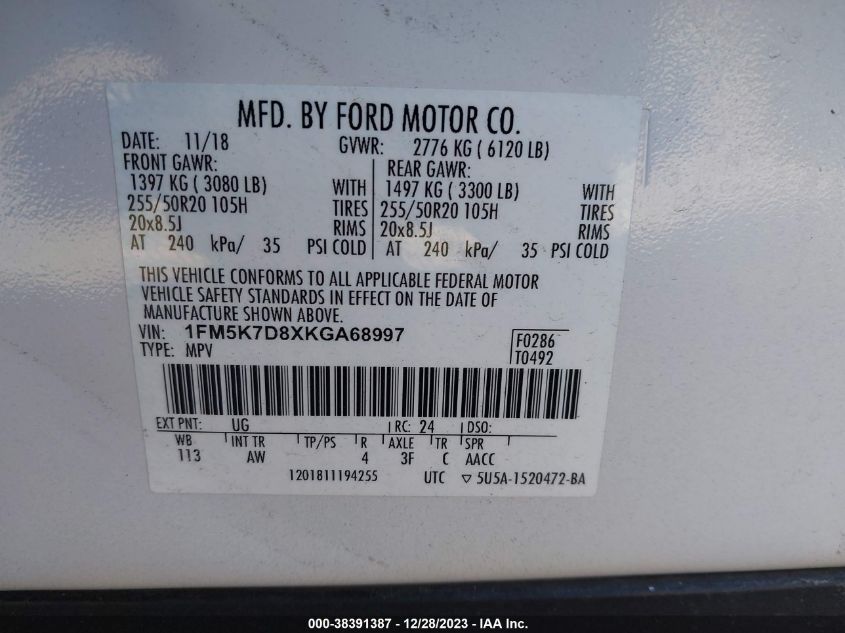 MFD. BY FORD MOTOR CO.
DATE: 11/18 GVWR: 2776 KG ( 6120 LB)
FRONT GAWR: REAR GAWR:
1397 KG ( 3080 LB) WITH 1497 KG ( 3300 LB) WITH
255/50R20 105H TIRES 255/50R20 105H TIRES
20x8.5J RIMS 20x8.5J RIMS
AT 240 kPa/ 35 PSI COLD AT 240 kPa/ 35 PSI COLD
THIS VEHICLE CONFORMS TO ALL APPLICABLE FEDERAL MOTOR
VEHICLE SAFETY STANDARDS IN EFFECT ON THE DATE OF
MANUFACTURE SHOWN ABOVE.
VIN: 1FM5K7D8XKGA68997 F0286
TYPE: MPV T0492
EXT PNT: UG RC: 24 DSO:
WB INT TR TP/PS R AXLE TR SPR
113 AW 4 3F C AACC
1201811194255 UTC ▽ 5U5A-1520472-BA
000-38391387 - 12/28/2023 - IAA Inc.